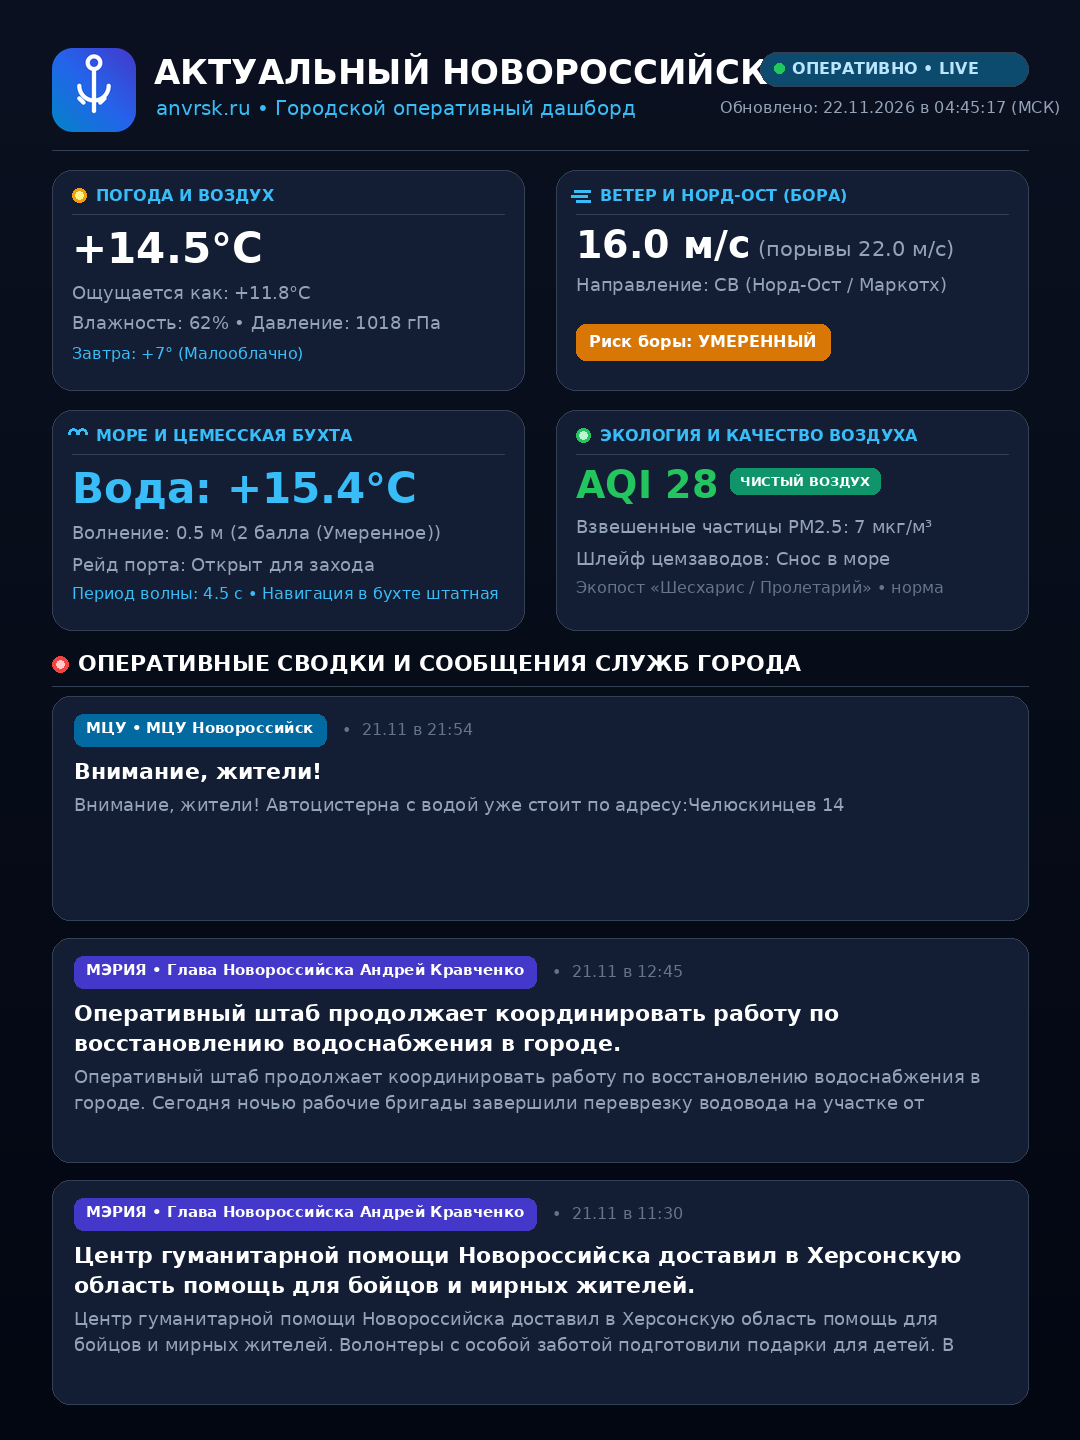 АКТУАЛЬНЫЙ НОВОРОССИЙСК
ОПЕРАТИВНО • LIVE
anvrsk.ru • Городской оперативный дашборд
Обновлено: 22.11.2026 в 04:45:17 (МСК)
ПОГОДА И ВОЗДУХ
+14.5°C
Ощущается как: +11.8°C
Влажность: 62% • Давление: 1018 гПа
Завтра: +7° (Малооблачно)
ВЕТЕР И НОРД-ОСТ (БОРА)
16.0 м/с (порывы 22.0 м/с)
Направление: СВ (Норд-Ост / Маркотх)
Риск боры: УМЕРЕННЫЙ
МОРЕ И ЦЕМЕССКАЯ БУХТА
Вода: +15.4°C
Волнение: 0.5 м (2 балла (Умеренное))
Рейд порта: Открыт для захода
Период волны: 4.5 с • Навигация в бухте штатная
ЭКОЛОГИЯ И КАЧЕСТВО ВОЗДУХА
AQI 28 ЧИСТЫЙ ВОЗДУХ
Взвешенные частицы PM2.5: 7 мкг/м³
Шлейф цемзаводов: Снос в море
Экопост «Шесхарис / Пролетарий» • норма
ОПЕРАТИВНЫЕ СВОДКИ И СООБЩЕНИЯ СЛУЖБ ГОРОДА
МЦУ • МЦУ Новороссийск • 21.11 в 21:54
Внимание, жители!
Внимание, жители! Автоцистерна с водой уже стоит по адресу:Челюскинцев 14
МЭРИЯ • Глава Новороссийска Андрей Кравченко • 21.11 в 12:45
Оперативный штаб продолжает координировать работу по
восстановлению водоснабжения в городе.
Оперативный штаб продолжает координировать работу по восстановлению водоснабжения в
городе. Сегодня ночью рабочие бригады завершили переврезку водовода на участке от
МЭРИЯ • Глава Новороссийска Андрей Кравченко • 21.11 в 11:30
Центр гуманитарной помощи Новороссийска доставил в Херсонскую
область помощь для бойцов и мирных жителей.
Центр гуманитарной помощи Новороссийска доставил в Херсонскую область помощь для
бойцов и мирных жителей. Волонтеры с особой заботой подготовили подарки для детей. В